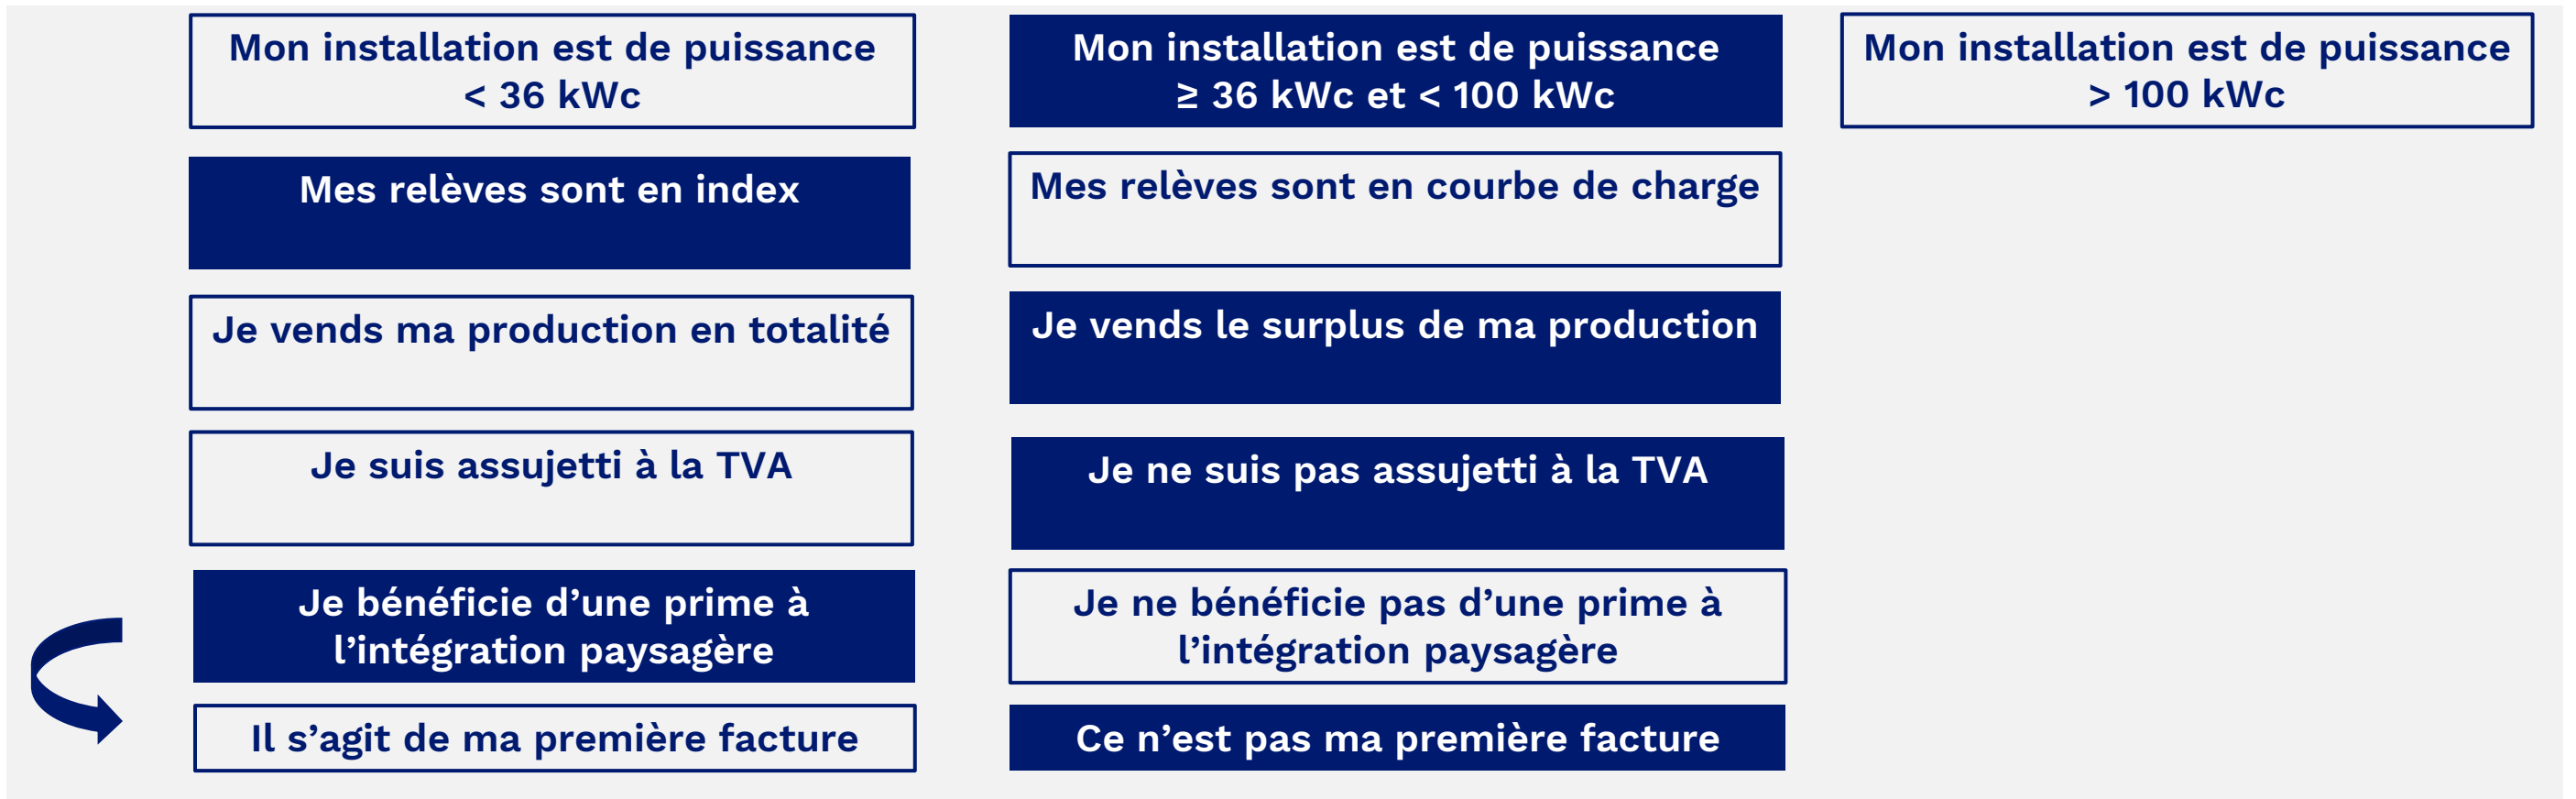 Mon installation est de puissance
< 36 kWc
Mon installation est de puissance
≥ 36 kWc et < 100 kWc
Mon installation est de puissance
> 100 kWc
Mes relèves sont en index
Mes relèves sont en courbe de charge
Je vends ma production en totalité
Je vends le surplus de ma production
Je suis assujetti à la TVA
Je ne suis pas assujetti à la TVA
Je bénéficie d’une prime à
l’intégration paysagère
Je ne bénéficie pas d’une prime à
l’intégration paysagère
Il s’agit de ma première facture
Ce n’est pas ma première facture